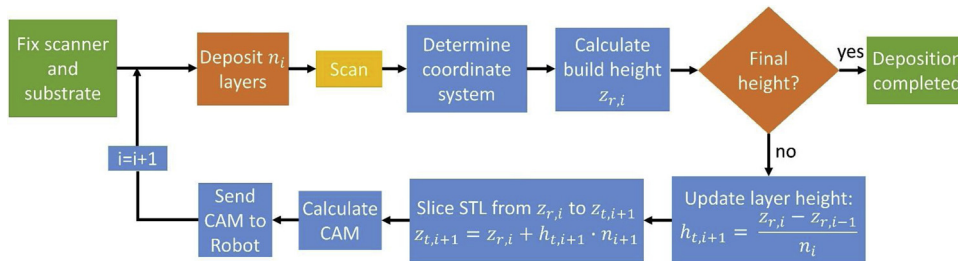 Fix scanner
and
substrate
Deposit $n_i$
layers
Scan
Determine
coordinate
system
Calculate
build height
$z_{r,i}$
Final
height?
yes
Deposition
completed
no
Update layer height:
$h_{t,i+1} = \frac{z_{r,i} - z_{r,i-1}}{n_i}$
Slice STL from $z_{r,i}$ to $z_{t,i+1}$
$z_{t,i+1} = z_{r,i} + h_{t,i+1} \cdot n_{i+1}$
Calculate
CAM
Send
CAM to
Robot
i=i+1